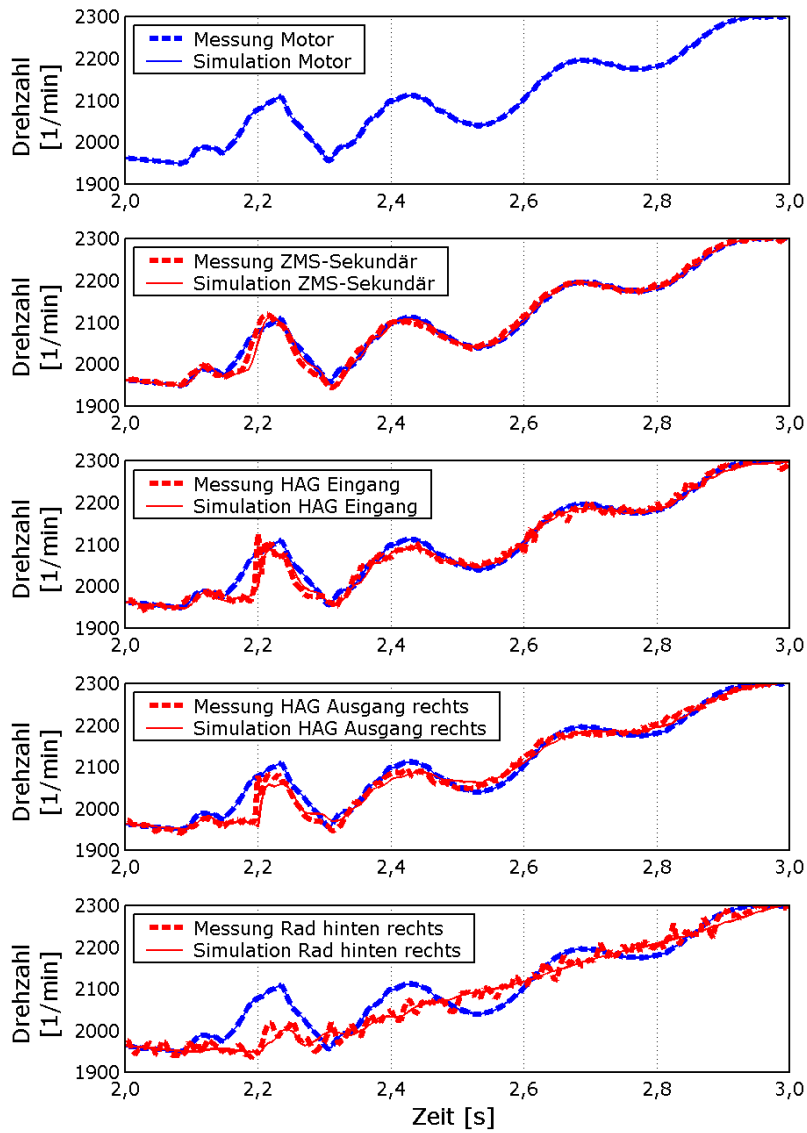 2300
2200
2100
2000
1900
Drehzahl
[1/min]
Messung Motor
Simulation Motor
2,0 2,2 2,4 2,6 2,8 3,0
2300
2200
2100
2000
1900
Drehzahl
[1/min]
Messung ZMS-Sekundär
Simulation ZMS-Sekundär
2,0 2,2 2,4 2,6 2,8 3,0
2300
2200
2100
2000
1900
Drehzahl
[1/min]
Messung HAG Eingang
Simulation HAG Eingang
2,0 2,2 2,4 2,6 2,8 3,0
2300
2200
2100
2000
1900
Drehzahl
[1/min]
Messung HAG Ausgang rechts
Simulation HAG Ausgang rechts
2,0 2,2 2,4 2,6 2,8 3,0
2300
2200
2100
2000
1900
Drehzahl
[1/min]
Messung Rad hinten rechts
Simulation Rad hinten rechts
2,0 2,2 2,4 2,6 2,8 3,0
Zeit [s]